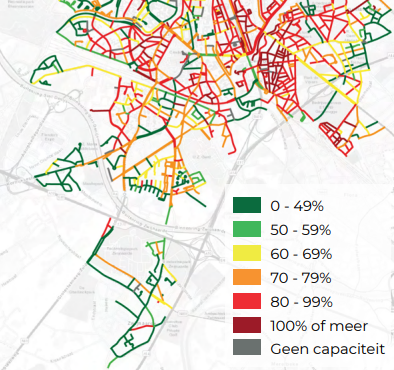 0 - 49%
50 - 59%
60 - 69%
70 - 79%
80 - 99%
100% of meer
Geen capaciteit